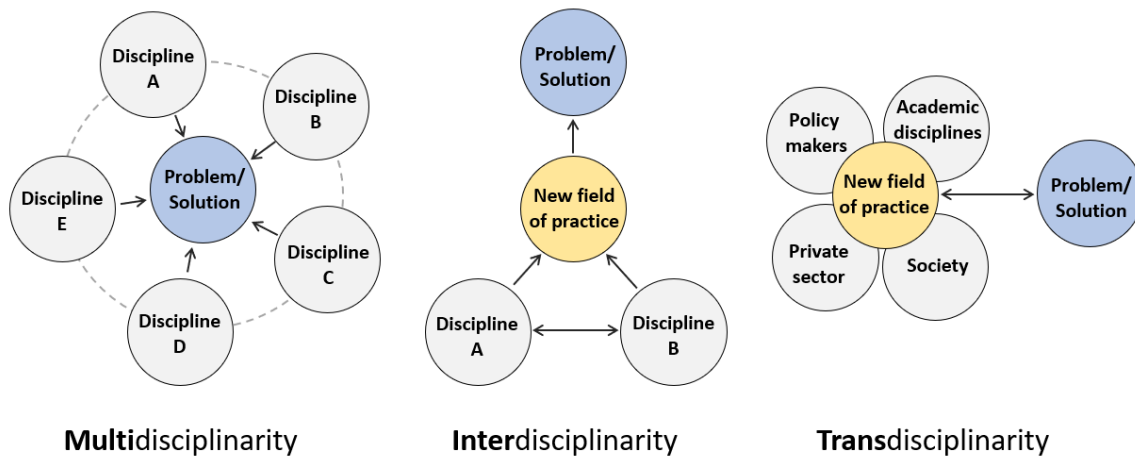 Discipline
A
Discipline
B
Discipline
C
Discipline
D
Discipline
E
Problem/
Solution
Multidisciplinarity
Problem/
Solution
New field
of practice
Discipline
A
Discipline
B
Interdisciplinarity
Policy
makers
Academic
disciplines
New field
of practice
Private
sector
Society
Problem/
Solution
Transdisciplinarity